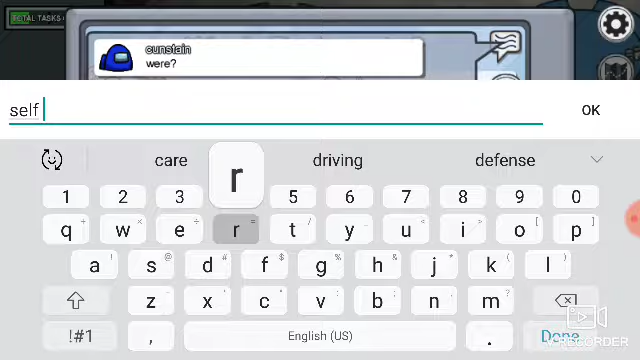 TOTAL TASKS
cunstain
were?
self
OK
care
driving
defense
r
1 2 3 5 6 7 8 9 0
q w e r t y u i o p
a s d f g h j k l
z x c v b n m
!#1 , English (US) . Done
V RECORDER